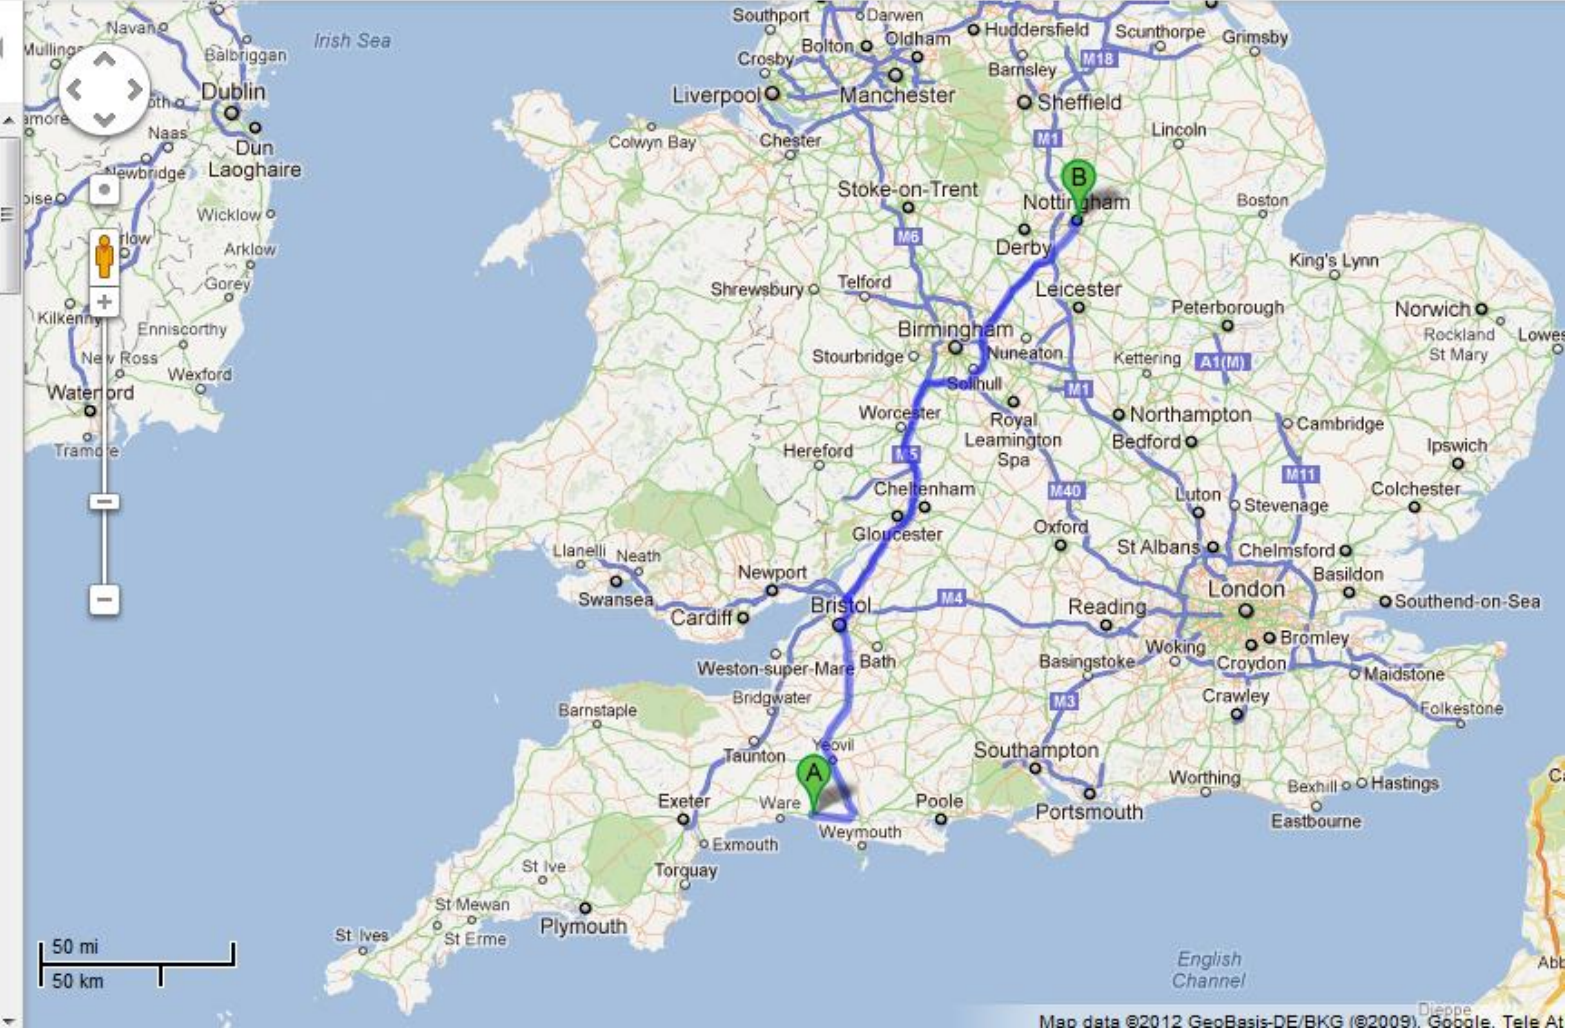 Southport
Darwen
Navan
Irish Sea
Bolton
Oldham
Huddersfield
Scunthorpe
Grimsby
Balbriggan
Crosby
Barnsley
M18
Dublin
Liverpool
Manchester
Sheffield
Naas
Colwyn Bay
Chester
M1
Lincoln
Dun
Laoghaire
Newbridge
B
Stoke-on-Trent
Nottingham
Boston
Wicklow
M6
Derby
Arklow
King's Lynn
Gorey
Shrewsbury
Telford
Leicester
Peterborough
Norwich
Kilkenny
Enniscorthy
Birmingham
Rockland
St Mary
Lowes
New Ross
Stourbridge
Nuneaton
Kettering
A1(M)
Wexford
Waterford
Solihull
M1
Worcester
Royal
Leamington
Spa
Northampton
Cambridge
Tramore
Hereford
M5
Bedford
Ipswich
M11
Cheltenham
M40
Luton
Stevenage
Colchester
Gloucester
Oxford
St Albans
Chelmsford
Llanelli
Neath
Newport
Basildon
Swansea
Cardiff
Bristol
M4
Reading
London
Southend-on-Sea
Bromley
Weston-super-Mare
Bath
Basingstoke
Woking
Croydon
Maidstone
Bridgwater
M3
Crawley
Folkestone
Barnstaple
Taunton
Yeovil
Southampton
A
Worthing
Bexhill
Hastings
Exeter
Ware
Poole
Portsmouth
Eastbourne
Exmouth
Weymouth
St Ive
Torquay
St Mewan
Plymouth
St Ives
St Erme
50 mi
50 km
English
Channel
Dieppe
Map data ©2012 GeoBasis-DE/BKG (©2009), Google, Tele At